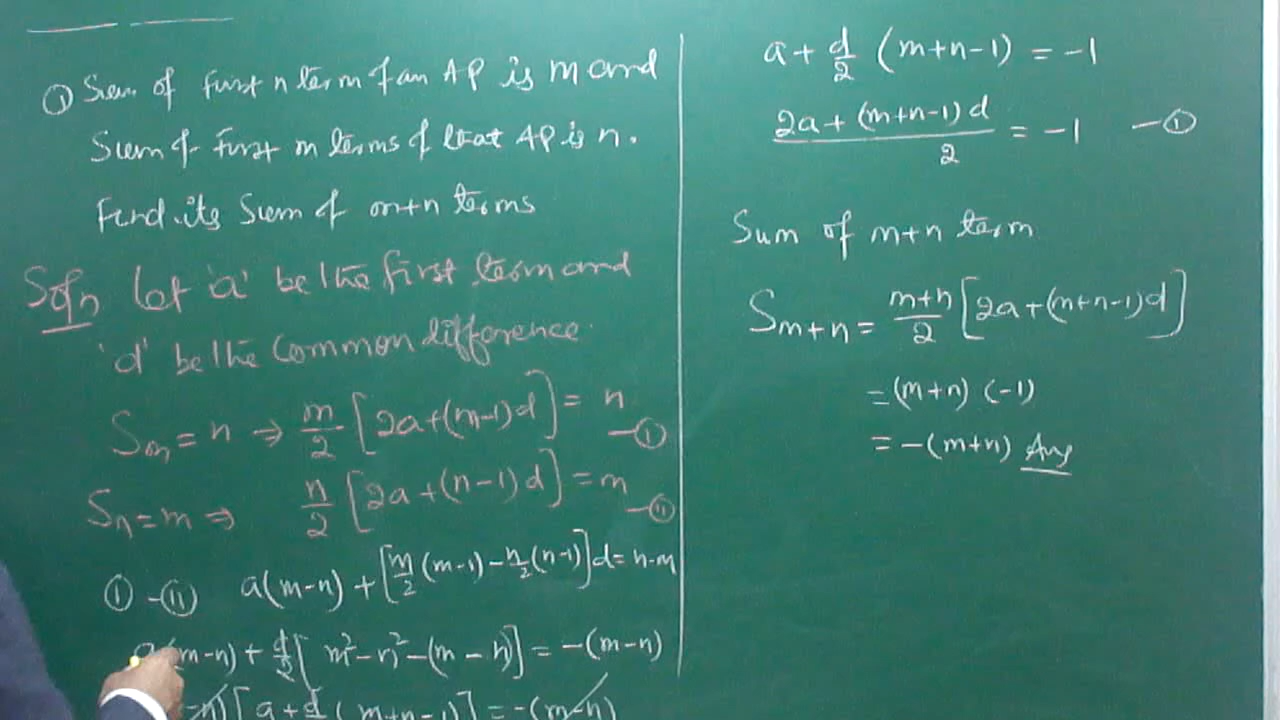 ① Sum of first n term of an AP is m and
Sum of first m terms of that AP is n.
Find its sum of m+n terms
Soln Let 'a' be the first term and
'd' be the common difference.
Sm = n ⇒ m/2 [2a+(m-1)d] = n —①
Sn = m ⇒ n/2 [2a+(n-1)d] = m —⑪
① - ⑪ a(m-n) + [m/2 (m-1) - n/2 (n-1)]d = n-m
(m-n) + d/2 [m²-n²-(m-n)] = -(m-n)
-n) [a+d (m+n-1)] = -(m-n)
a + d/2 (m+n-1) = -1
2a+(m+n-1)d / 2 = -1 —①
Sum of m+n term
Sm+n = m+n/2 [2a+(m+n-1)d]
= (m+n) (-1)
= -(m+n) Ans